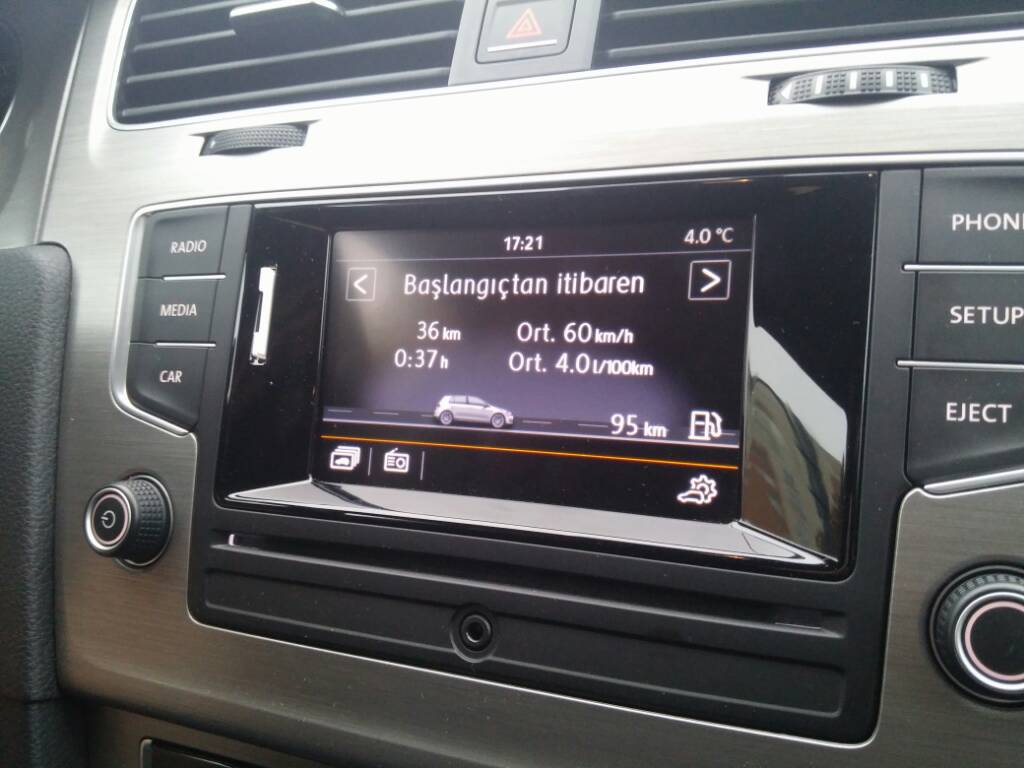 17:21 4.0 °C
Başlangıçtan itibaren
36 km Ort. 60 km/h
0:37 h Ort. 4.0 l/100km
95 km
RADIO
MEDIA
CAR
PHON
SETUP
EJECT